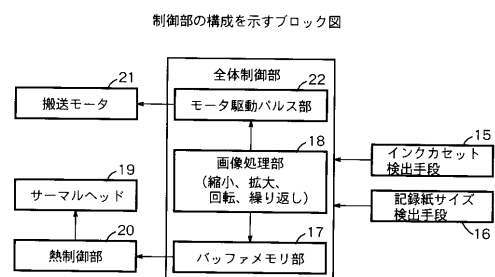 制御部の構成を示すブロック図
全体制御部
21
搬送モータ
22
モータ駆動パルス部
18
画像処理部
(縮小、拡大、
回転、繰り返し)
15
インクカセット
検出手段
19
サーマルヘッド
記録紙サイズ
検出手段
16
20
熱制御部
17
バッファメモリ部